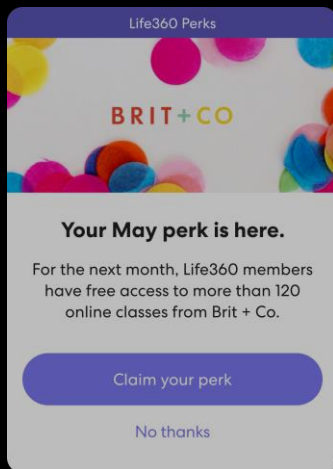 Life360 Perks
BRIT+CO
Your May perk is here.
For the next month, Life360 members
have free access to more than 120
online classes from Brit + Co.
Claim your perk
No thanks